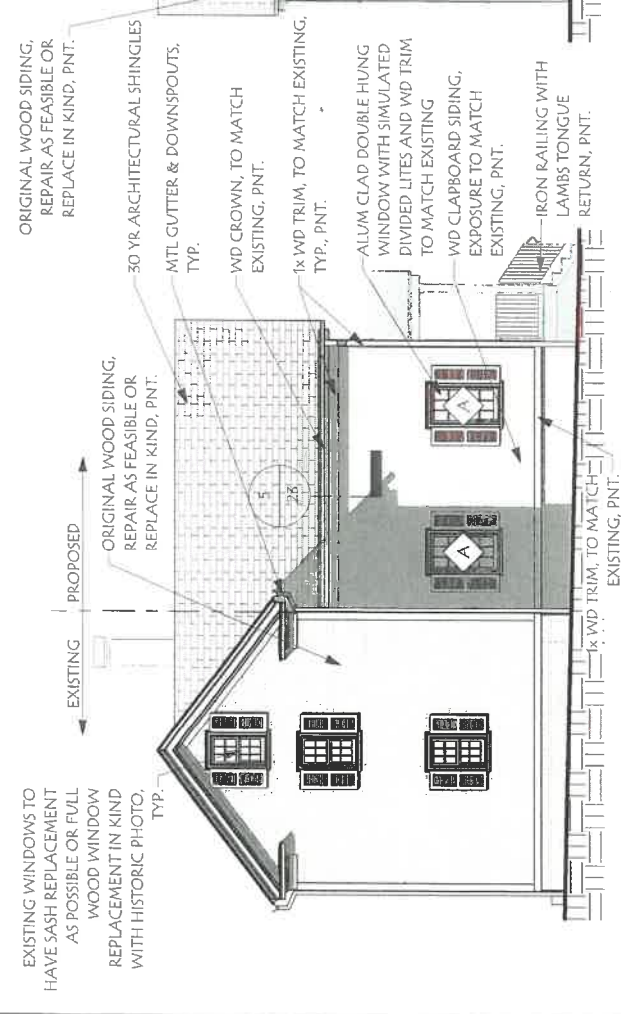 ORIGINAL WOOD SIDING,
REPAIR AS FEASIBLE OR
REPLACE IN KIND, PNT.
30 YR ARCHITECTURAL SHINGLES
MTL GUTTER & DOWNSPOUTS,
TYP.
WD CROWN, TO MATCH
EXISTING, PNT.
1x WD TRIM, TO MATCH EXISTING,
TYP., PNT.
ALUM CLAD DOUBLE HUNG
WINDOW WITH SIMULATED
DIVIDED LITES AND WD TRIM
TO MATCH EXISTING
WD CLAPBOARD SIDING,
EXPOSURE TO MATCH
EXISTING, PNT.
IRON RAILING WITH
LAMBS TONGUE
RETURN, PNT.
ORIGINAL WOOD SIDING,
REPAIR AS FEASIBLE OR
REPLACE IN KIND, PNT.
EXISTING PROPOSED
EXISTING WINDOWS TO
HAVE SASH REPLACEMENT
AS POSSIBLE OR FULL
WOOD WINDOW
REPLACEMENT IN KIND
WITH HISTORIC PHOTO,
TYP.
5
23
A
A
1x WD TRIM, TO MATCH
EXISTING, PNT.